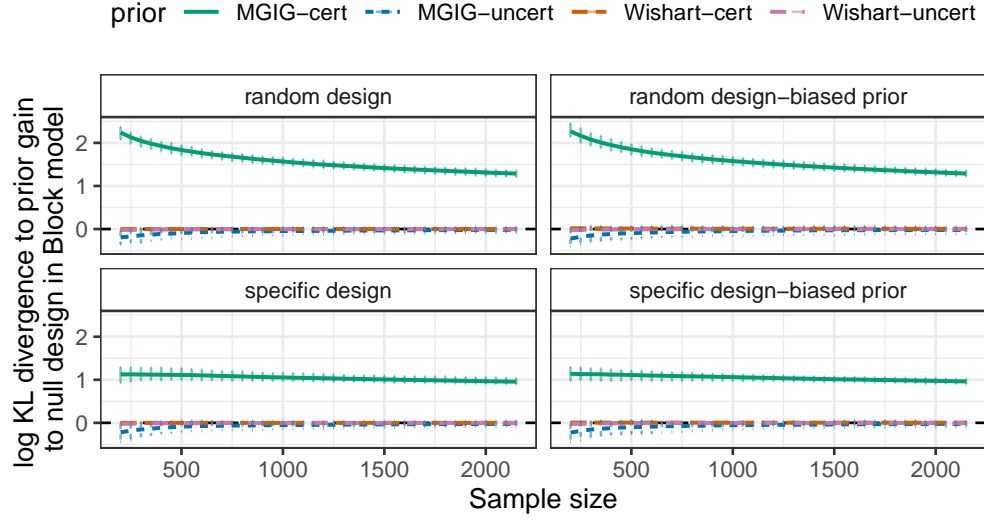 prior MGIG−cert MGIG−uncert Wishart−cert Wishart−uncert
log KL divergence to prior gain
to null design in Block model
random design
random design−biased prior
2
1
0
specific design
specific design−biased prior
2
1
0
500 1000 1500 2000
500 1000 1500 2000
Sample size